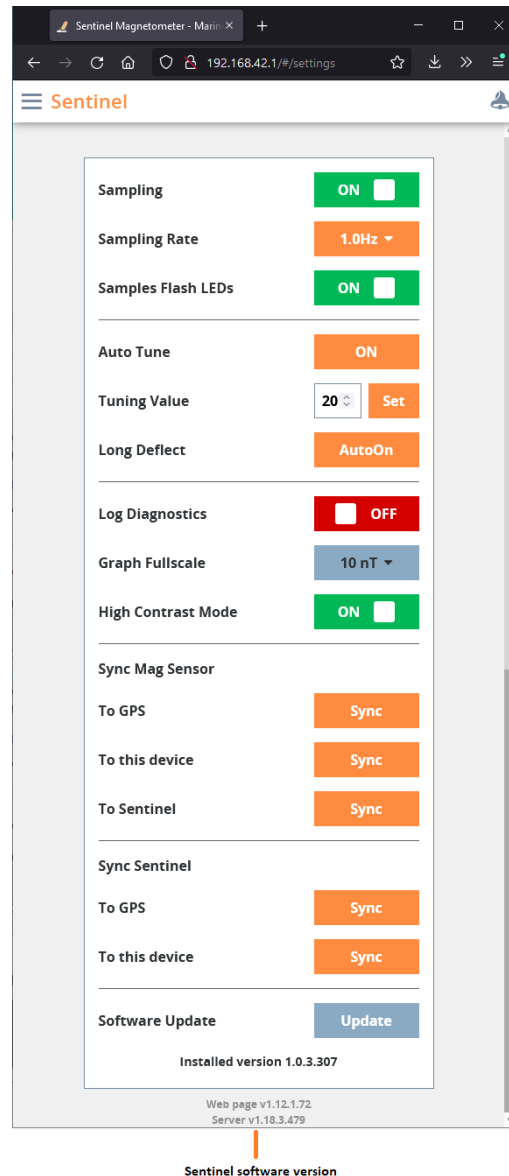 Sentinel Magnetometer - Marin
192.168.42.1/#/settings
Sentinel
Sampling ON
Sampling Rate 1.0Hz
Samples Flash LEDs ON
Auto Tune ON
Tuning Value 20 Set
Long Deflect AutoOn
Log Diagnostics OFF
Graph Fullscale 10 nT
High Contrast Mode ON
Sync Mag Sensor
To GPS Sync
To this device Sync
To Sentinel Sync
Sync Sentinel
To GPS Sync
To this device Sync
Software Update Update
Installed version 1.0.3.307
Web page v1.12.1.72
Server v1.18.3.479
Sentinel software version